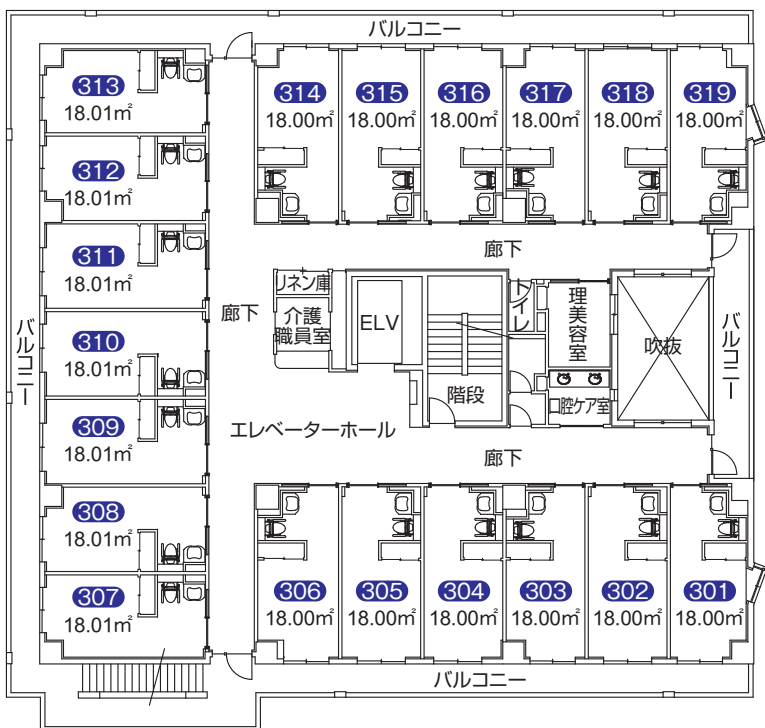 バルコニー
313
18.01㎡
314
18.00㎡
315
18.00㎡
316
18.00㎡
317
18.00㎡
318
18.00㎡
319
18.00㎡
312
18.01㎡
311
18.01㎡
廊下
リネン庫
介護
職員室
廊下
ELV
階段
トイレ
理美容室
吹抜
バルコニー
バルコニー
310
18.01㎡
口腔ケア室
309
18.01㎡
エレベーターホール
廊下
308
18.01㎡
307
18.01㎡
306
18.00㎡
305
18.00㎡
304
18.00㎡
303
18.00㎡
302
18.00㎡
301
18.00㎡
バルコニー